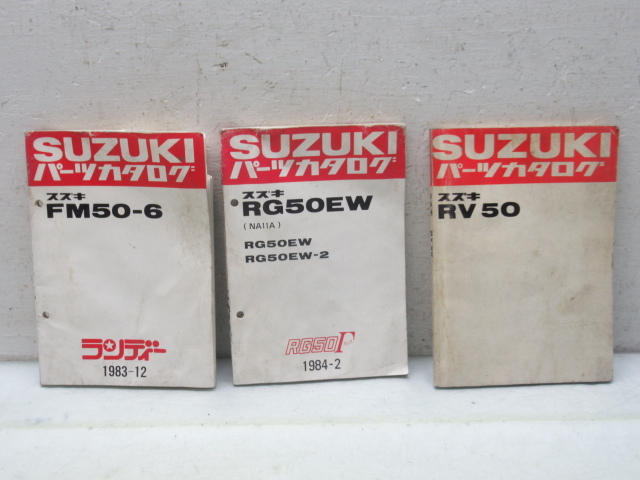 SUZUKI
パーツカタログ
スズキ
FM50-6
ランディー
1983-12
SUZUKI
パーツカタログ
スズキ
RG50EW
(NA11A)
RG50EW
RG50EW-2
RG50Γ
1984-2
SUZUKI
パーツカタログ
スズキ
RV50